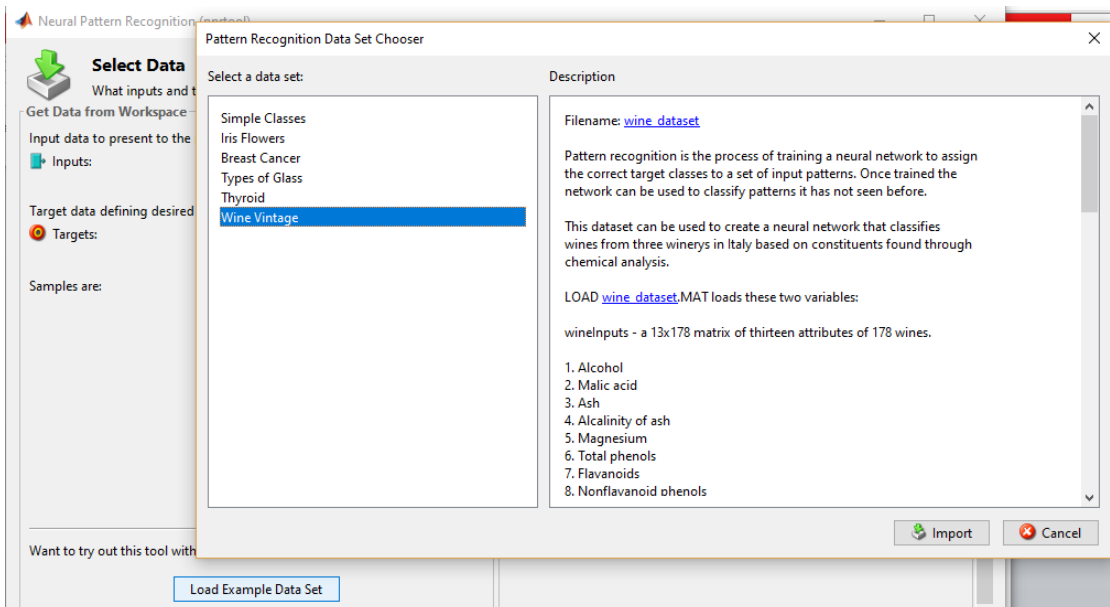 Neural Pattern Recognition (nprtool)
Select Data
What inputs and t
Get Data from Workspace
Input data to present to the
Inputs:
Target data defining desired
Targets:
Samples are:
Want to try out this tool with
Load Example Data Set
Pattern Recognition Data Set Chooser
Select a data set:
Simple Classes
Iris Flowers
Breast Cancer
Types of Glass
Thyroid
Wine Vintage
Description
Filename: wine_dataset
Pattern recognition is the process of training a neural network to assign
the correct target classes to a set of input patterns. Once trained the
network can be used to classify patterns it has not seen before.
This dataset can be used to create a neural network that classifies
wines from three winerys in Italy based on constituents found through
chemical analysis.
LOAD wine_dataset.MAT loads these two variables:
wineInputs - a 13x178 matrix of thirteen attributes of 178 wines.
1. Alcohol
2. Malic acid
3. Ash
4. Alcalinity of ash
5. Magnesium
6. Total phenols
7. Flavanoids
8. Nonflavanoid phenols
Import
Cancel